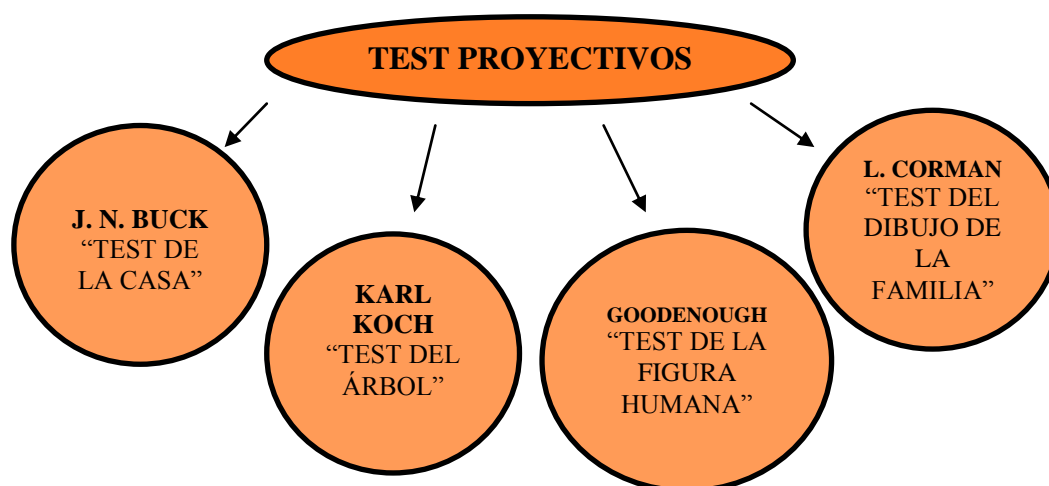 TEST PROYECTIVOS
J. N. BUCK
“TEST DE
LA CASA”
KARL
KOCH
“TEST DEL
ÁRBOL”
GOODENOUGH
“TEST DE LA
FIGURA
HUMANA”
L. CORMAN
“TEST DEL
DIBUJO DE
LA
FAMILIA”